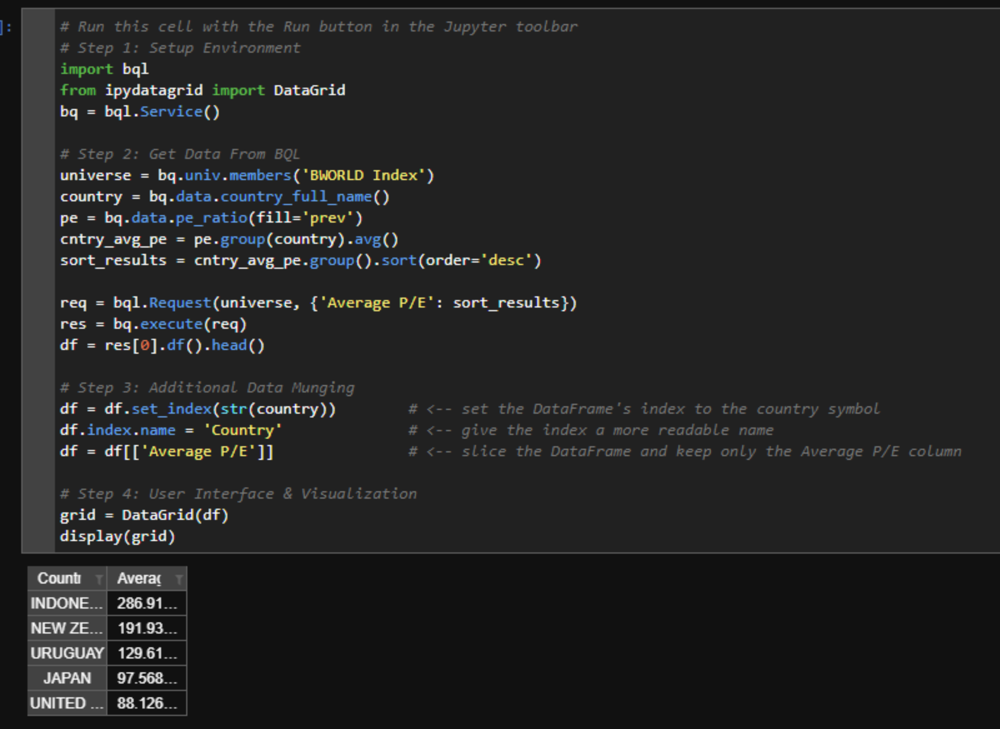 ]:
# Run this cell with the Run button in the Jupyter toolbar
# Step 1: Setup Environment
import bql
from ipydatagrid import DataGrid
bq = bql.Service()
# Step 2: Get Data From BQL
universe = bq.univ.members('BWORLD Index')
country = bq.data.country_full_name()
pe = bq.data.pe_ratio(fill='prev')
cntry_avg_pe = pe.group(country).avg()
sort_results = cntry_avg_pe.group().sort(order='desc')
req = bql.Request(universe, {'Average P/E': sort_results})
res = bq.execute(req)
df = res[0].df().head()
# Step 3: Additional Data Munging
df = df.set_index(str(country)) # <-- set the DataFrame's index to the country symbol
df.index.name = 'Country' # <-- give the index a more readable name
df = df[['Average P/E']] # <-- slice the DataFrame and keep only the Average P/E column
# Step 4: User Interface & Visualization
grid = DataGrid(df)
display(grid)
Countr Averag
INDONE... 286.91...
NEW ZE... 191.93...
URUGUAY 129.61...
JAPAN 97.568...
UNITED ... 88.126...